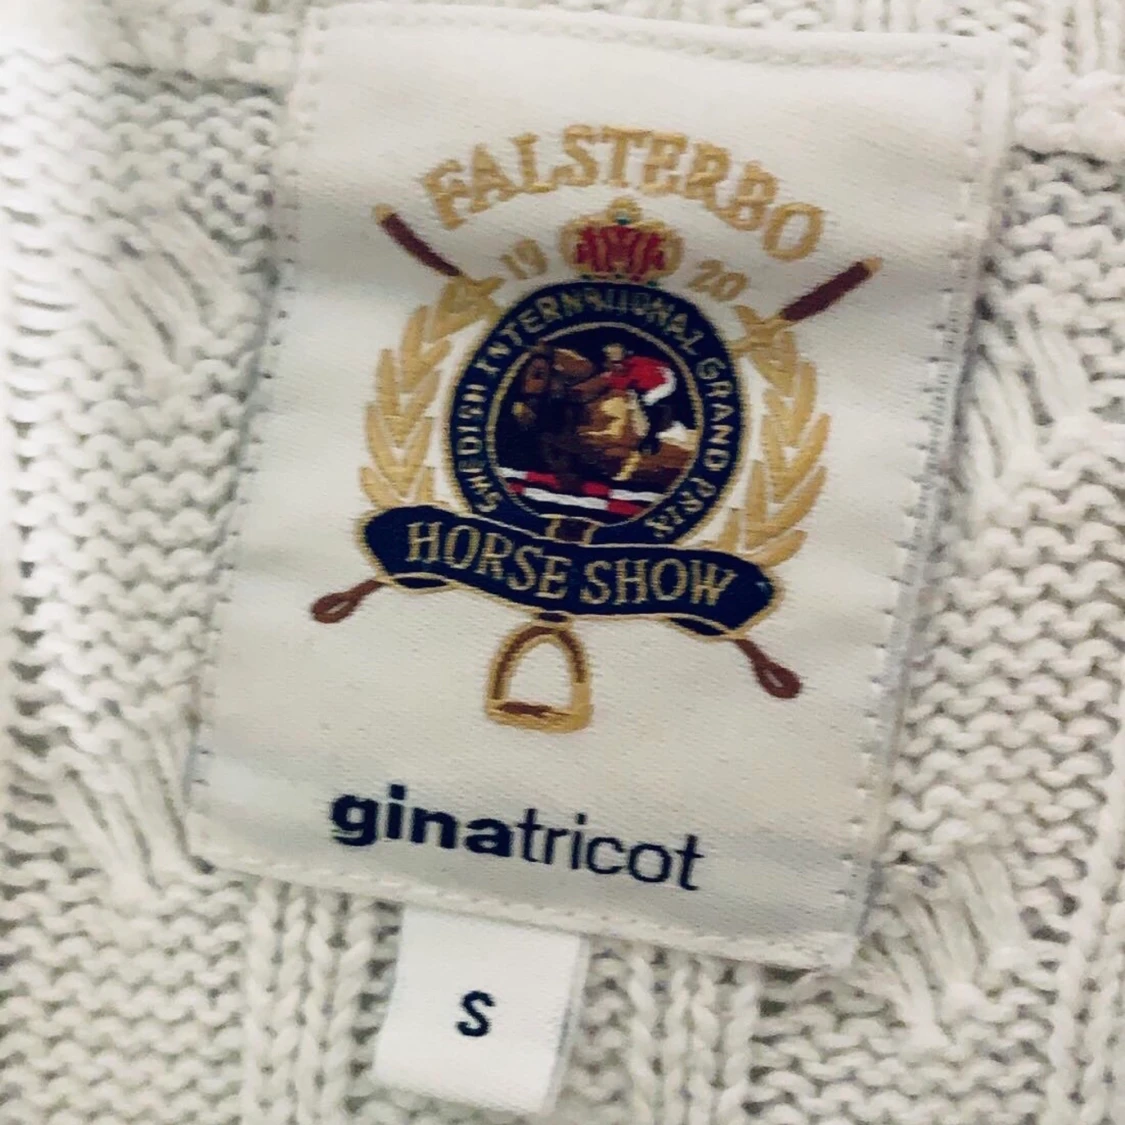 FALSTERBO
19 20
SWEDISH INTERNATIONAL GRAND PRIX
HORSE SHOW
ginatricot
S